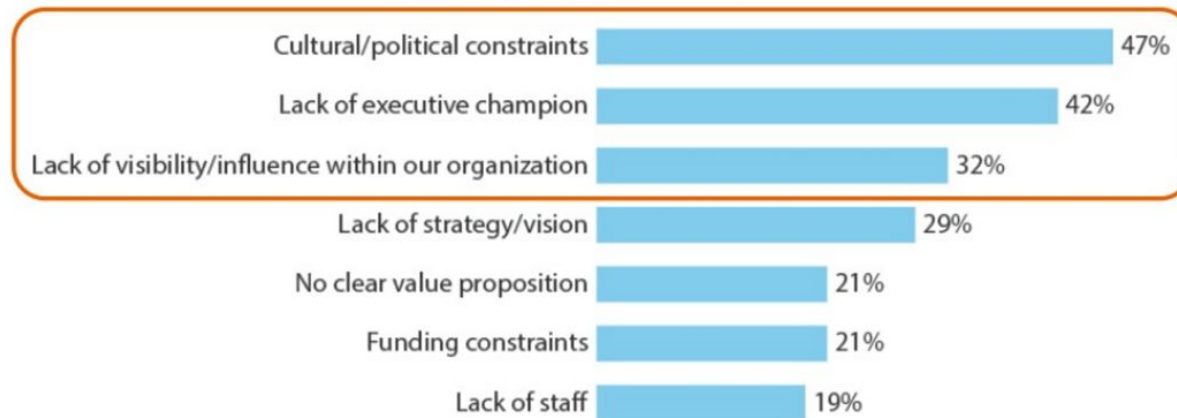 Cultural/political constraints 47%
Lack of executive champion 42%
Lack of visibility/influence within our organization 32%
Lack of strategy/vision 29%
No clear value proposition 21%
Funding constraints 21%
Lack of staff 19%